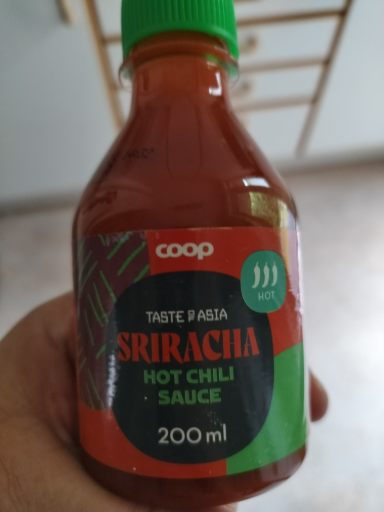 coop
HOT
TASTE OF ASIA
SRIRACHA
HOT CHILI
SAUCE
200 ml